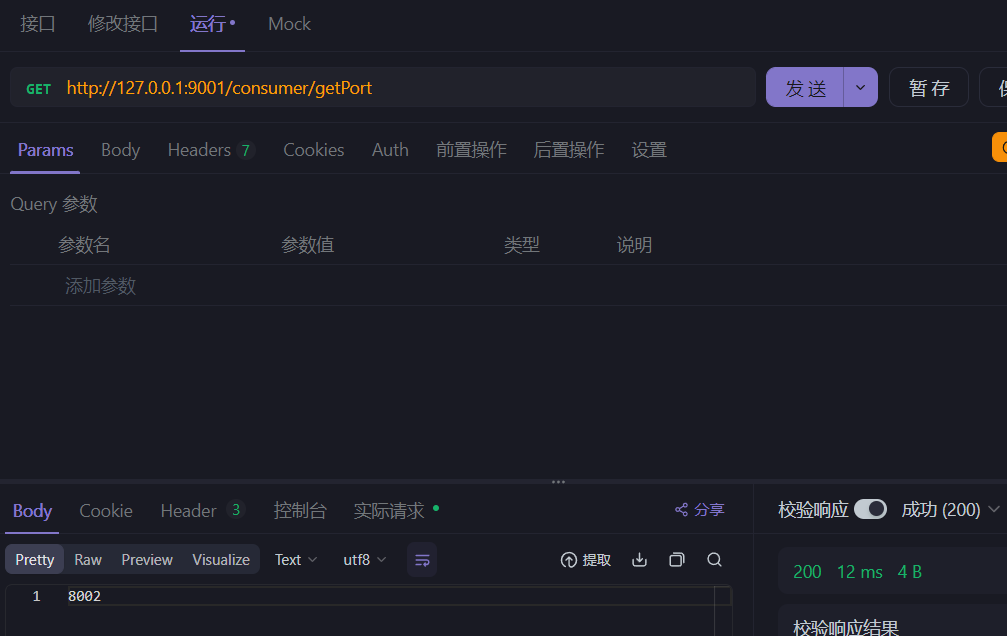 接口 修改接口 运行 Mock
GET http://127.0.0.1:9001/consumer/getPort 发送 暂存
Params Body Headers 7 Cookies Auth 前置操作 后置操作 设置
Query 参数
参数名 参数值 类型 说明
添加参数
Body Cookie Header 3 控制台 实际请求 分享 校验响应 成功 (200)
Pretty Raw Preview Visualize Text utf8 提取
200 12 ms 4 B
1 8002
校验响应结果